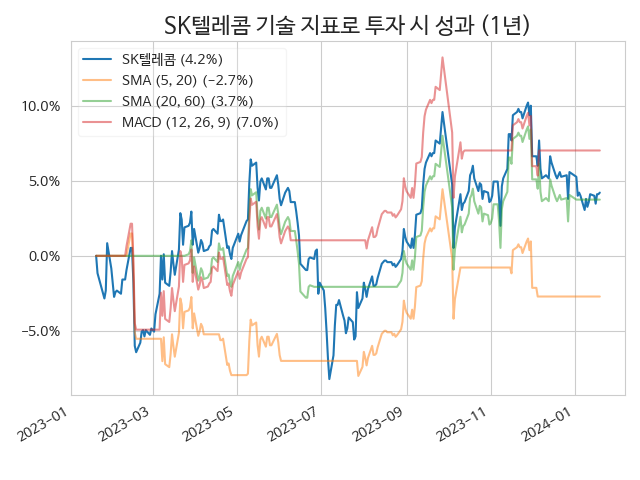 SK텔레콤 기술 지표로 투자 시 성과 (1년)
SK텔레콤 (4.2%)
SMA (5, 20) (−2.7%)
SMA (20, 60) (3.7%)
MACD (12, 26, 9) (7.0%)
10.0%
5.0%
0.0%
−5.0%
2023−01
2023−03
2023−05
2023−07
2023−09
2023−11
2024−01